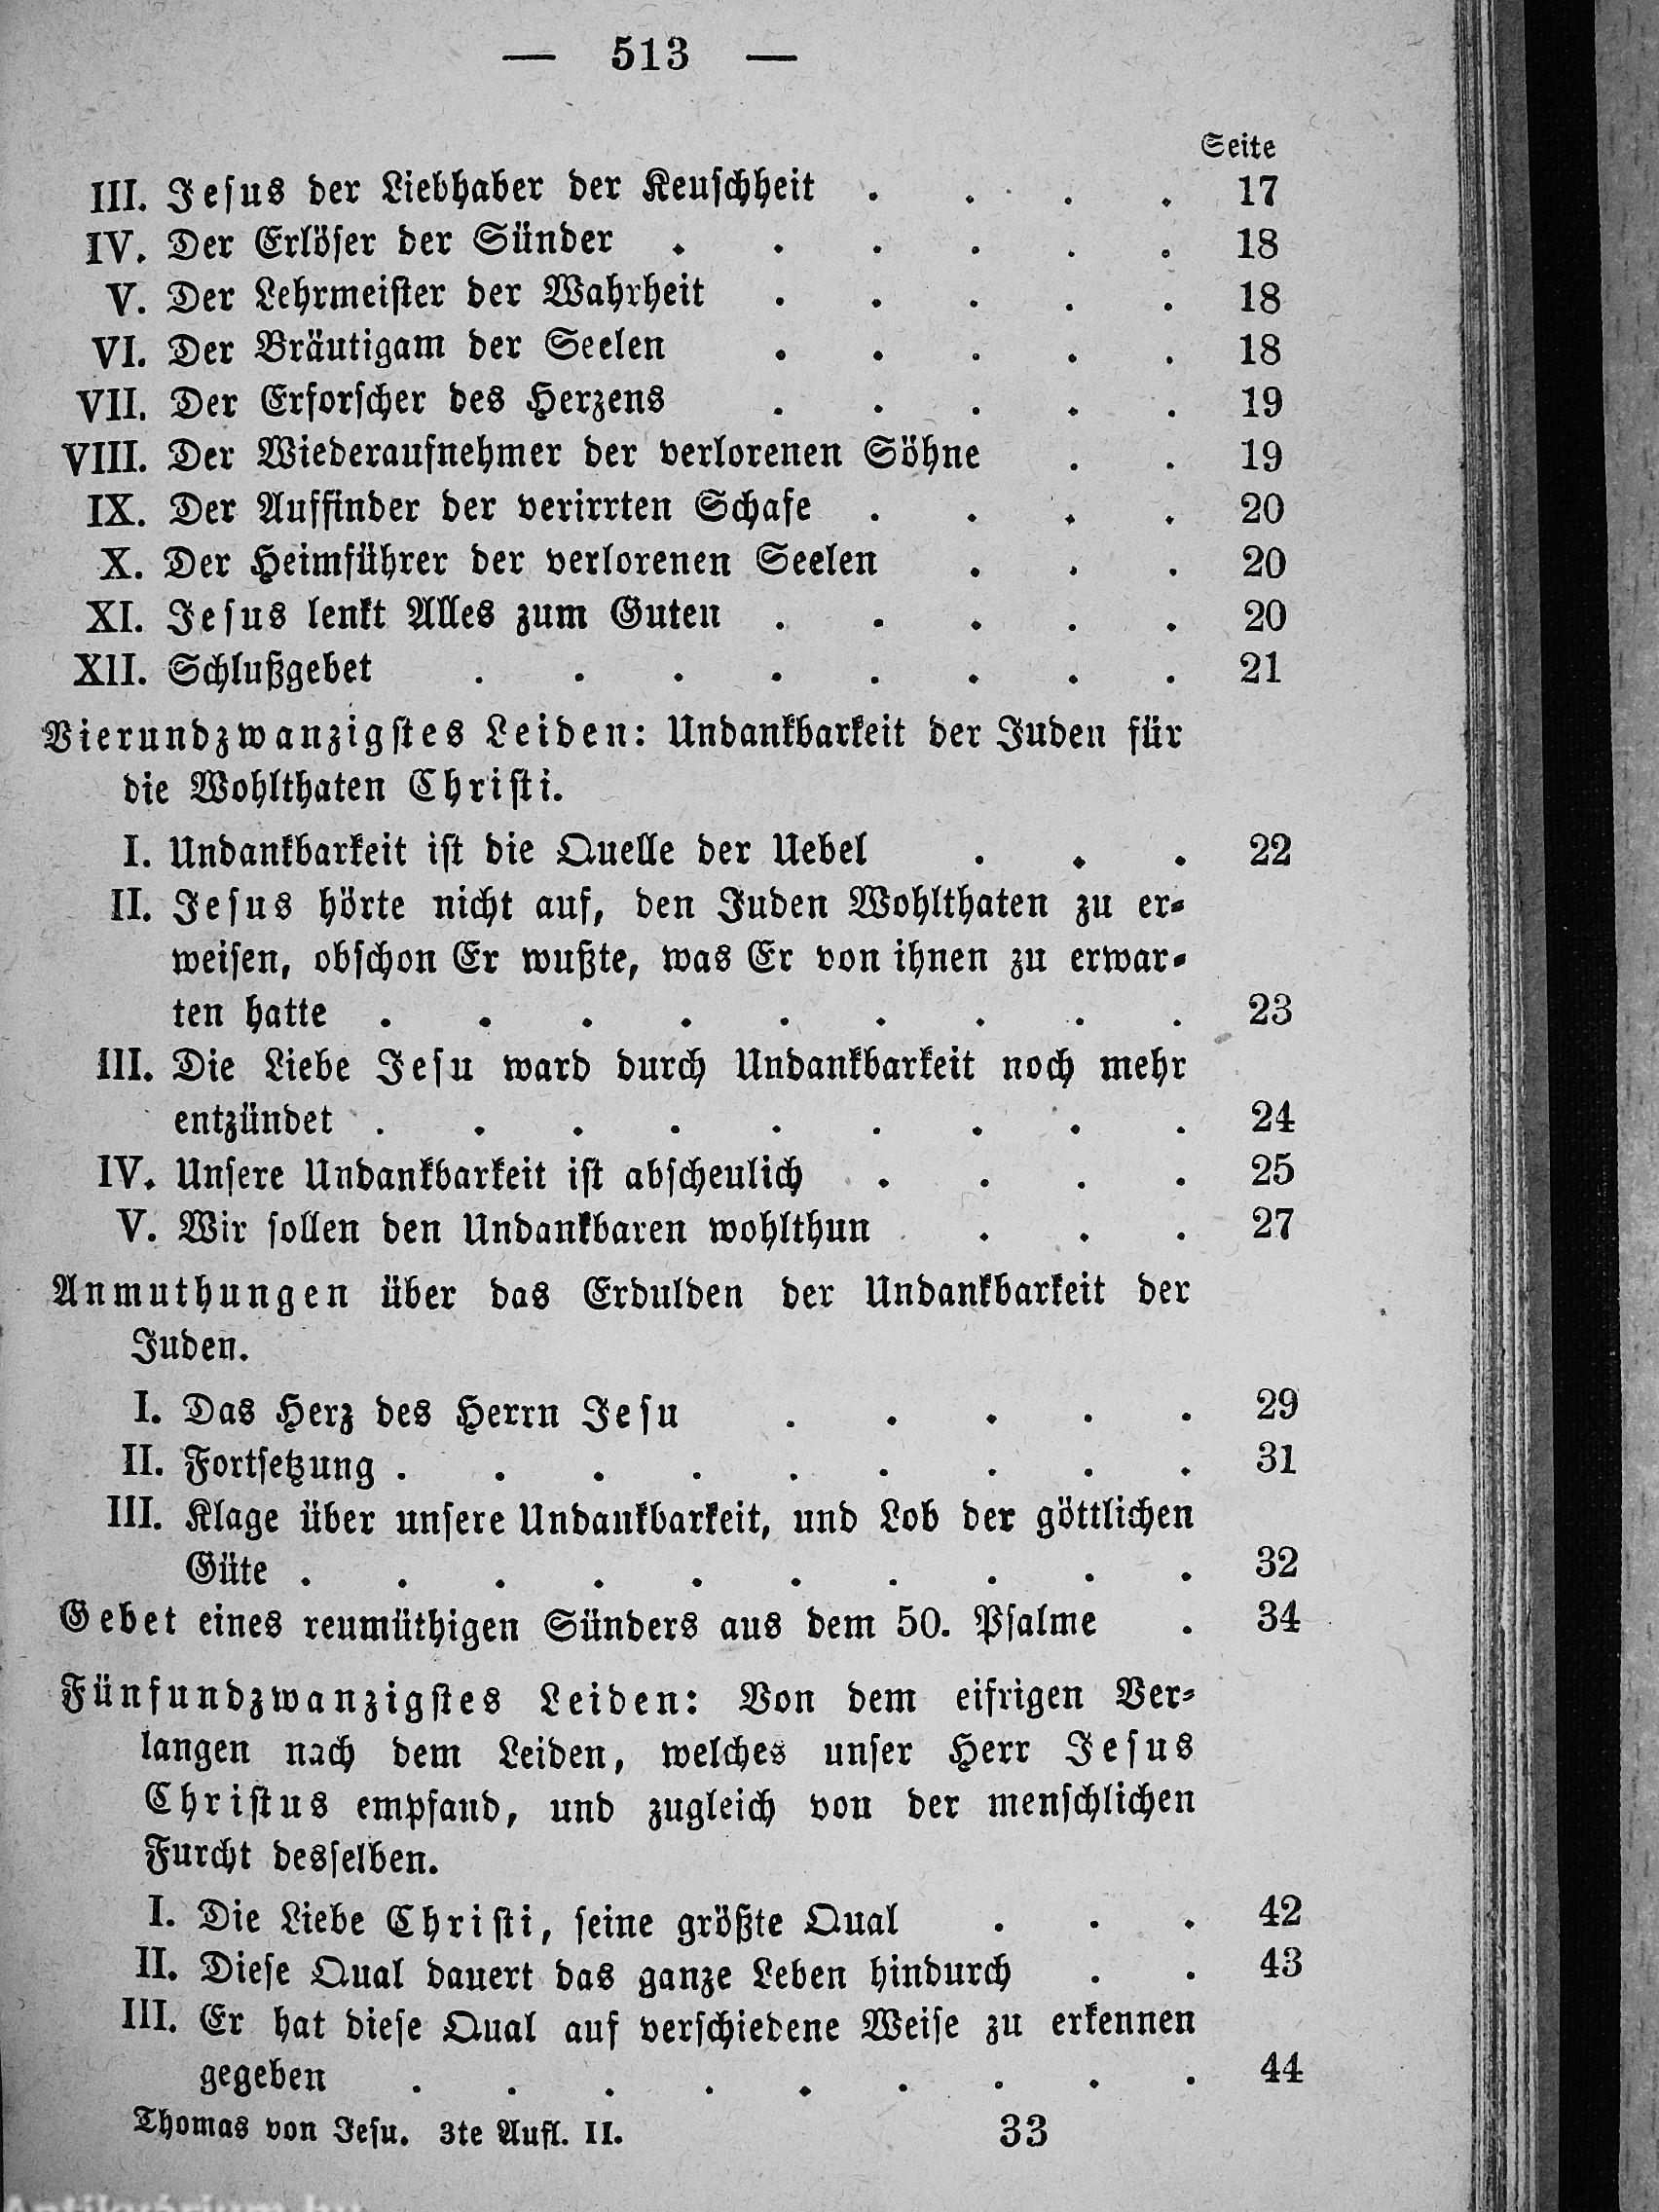 — 513 —
Seite
III. Jesus der Liebhaber der Keuschheit . . . . 17
IV. Der Erlöser der Sünder . . . . . . 18
V. Der Lehrmeister der Wahrheit . . . . . 18
VI. Der Bräutigam der Seelen . . . . . 18
VII. Der Erforscher des Herzens . . . . . 19
VIII. Der Wiederaufnehmer der verlorenen Söhne . . 19
IX. Der Auffinder der verirrten Schafe . . . . 20
X. Der Heimführer der verlorenen Seelen . . . 20
XI. Jesus lenkt Alles zum Guten . . . . . 20
XII. Schlußgebet . . . . . . . . 21
Vierundzwanzigstes Leiden: Undankbarkeit der Juden für
die Wohlthaten Christi.
I. Undankbarkeit ist die Quelle der Uebel . . . 22
II. Jesus hörte nicht auf, den Juden Wohlthaten zu er-
weisen, obschon Er wußte, was Er von ihnen zu erwar-
ten hatte . . . . . . . . . 23
III. Die Liebe Jesu ward durch Undankbarkeit noch mehr
entzündet . . . . . . . . . 24
IV. Unsere Undankbarkeit ist abscheulich . . . . 25
V. Wir sollen den Undankbaren wohlthun . . . 27
Anmuthungen über das Erdulden der Undankbarkeit der
Juden.
I. Das Herz des Herrn Jesu . . . . . 29
II. Fortsetzung . . . . . . . . . 31
III. Klage über unsere Undankbarkeit, und Lob der göttlichen
Güte . . . . . . . . . . 32
Gebet eines reumüthigen Sünders aus dem 50. Psalme . 34
Fünfundzwanzigstes Leiden: Von dem eifrigen Ver-
langen nach dem Leiden, welches unser Herr Jesus
Christus empfand, und zugleich von der menschlichen
Furcht desselben.
I. Die Liebe Christi, seine größte Qual . . . 42
II. Diese Qual dauert das ganze Leben hindurch . . 43
III. Er hat diese Qual auf verschiedene Weise zu erkennen
gegeben . . . . . . . . . 44
Thomas von Jesu. 3te Aufl. II. 33
Antikvárium.hu